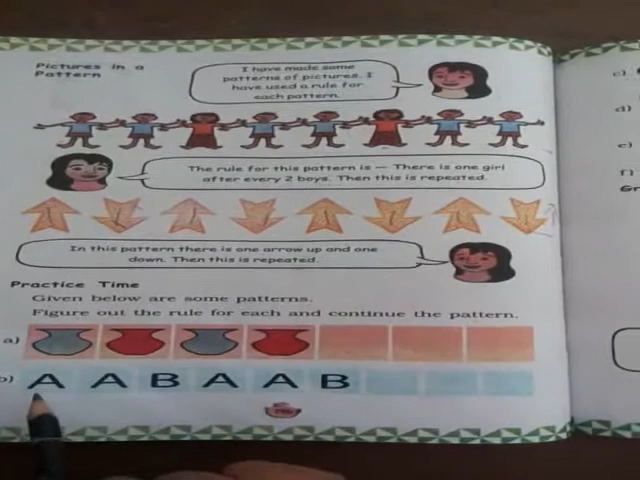 Pictures in a
Pattern
I have made some
patterns of pictures. I
have used a rule for
each pattern.
The rule for this pattern is — There is one girl
after every 2 boys. Then this is repeated.
In this pattern there is one arrow up and one
down. Then this is repeated.
Practice Time
Given below are some patterns.
Figure out the rule for each and continue the pattern.
a)
b) A A B A A B
c)
d)
e)
f)